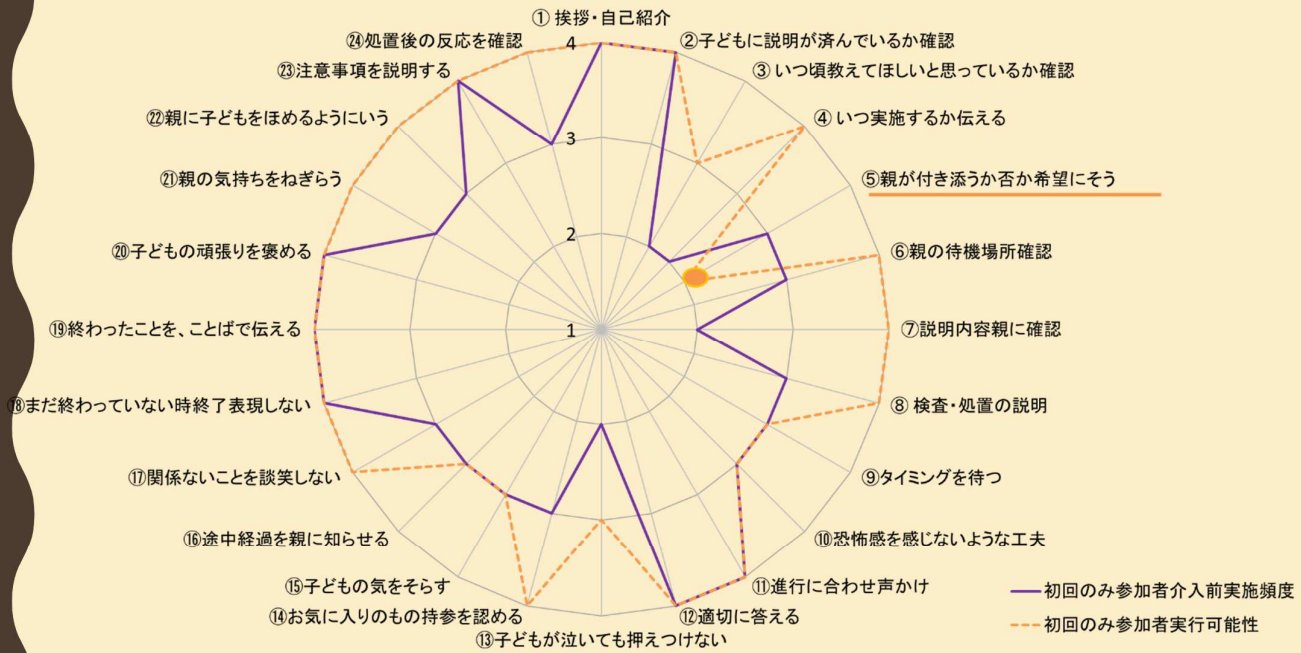 ① 挨拶・自己紹介
②子どもに説明が済んでいるか確認
③ いつ頃教えてほしいと思っているか確認
④ いつ実施するか伝える
⑤親が付き添うか否か希望にそう
⑥親の待機場所確認
⑦説明内容親に確認
⑧ 検査・処置の説明
⑨タイミングを待つ
⑩恐怖感を感じないような工夫
⑪進行に合わせ声かけ
⑫適切に答える
⑬子どもが泣いても押えつけない
⑭お気に入りのもの持参を認める
⑮子どもの気をそらす
⑯途中経過を親に知らせる
⑰関係ないことを談笑しない
⑱まだ終わっていない時終了表現しない
⑲終わったことを、ことばで伝える
⑳子どもの頑張りを褒める
㉑親の気持ちをねぎらう
㉒親に子どもをほめるようにいう
㉓注意事項を説明する
㉔処置後の反応を確認
4
3
2
1
初回のみ参加者介入前実施頻度
初回のみ参加者実行可能性